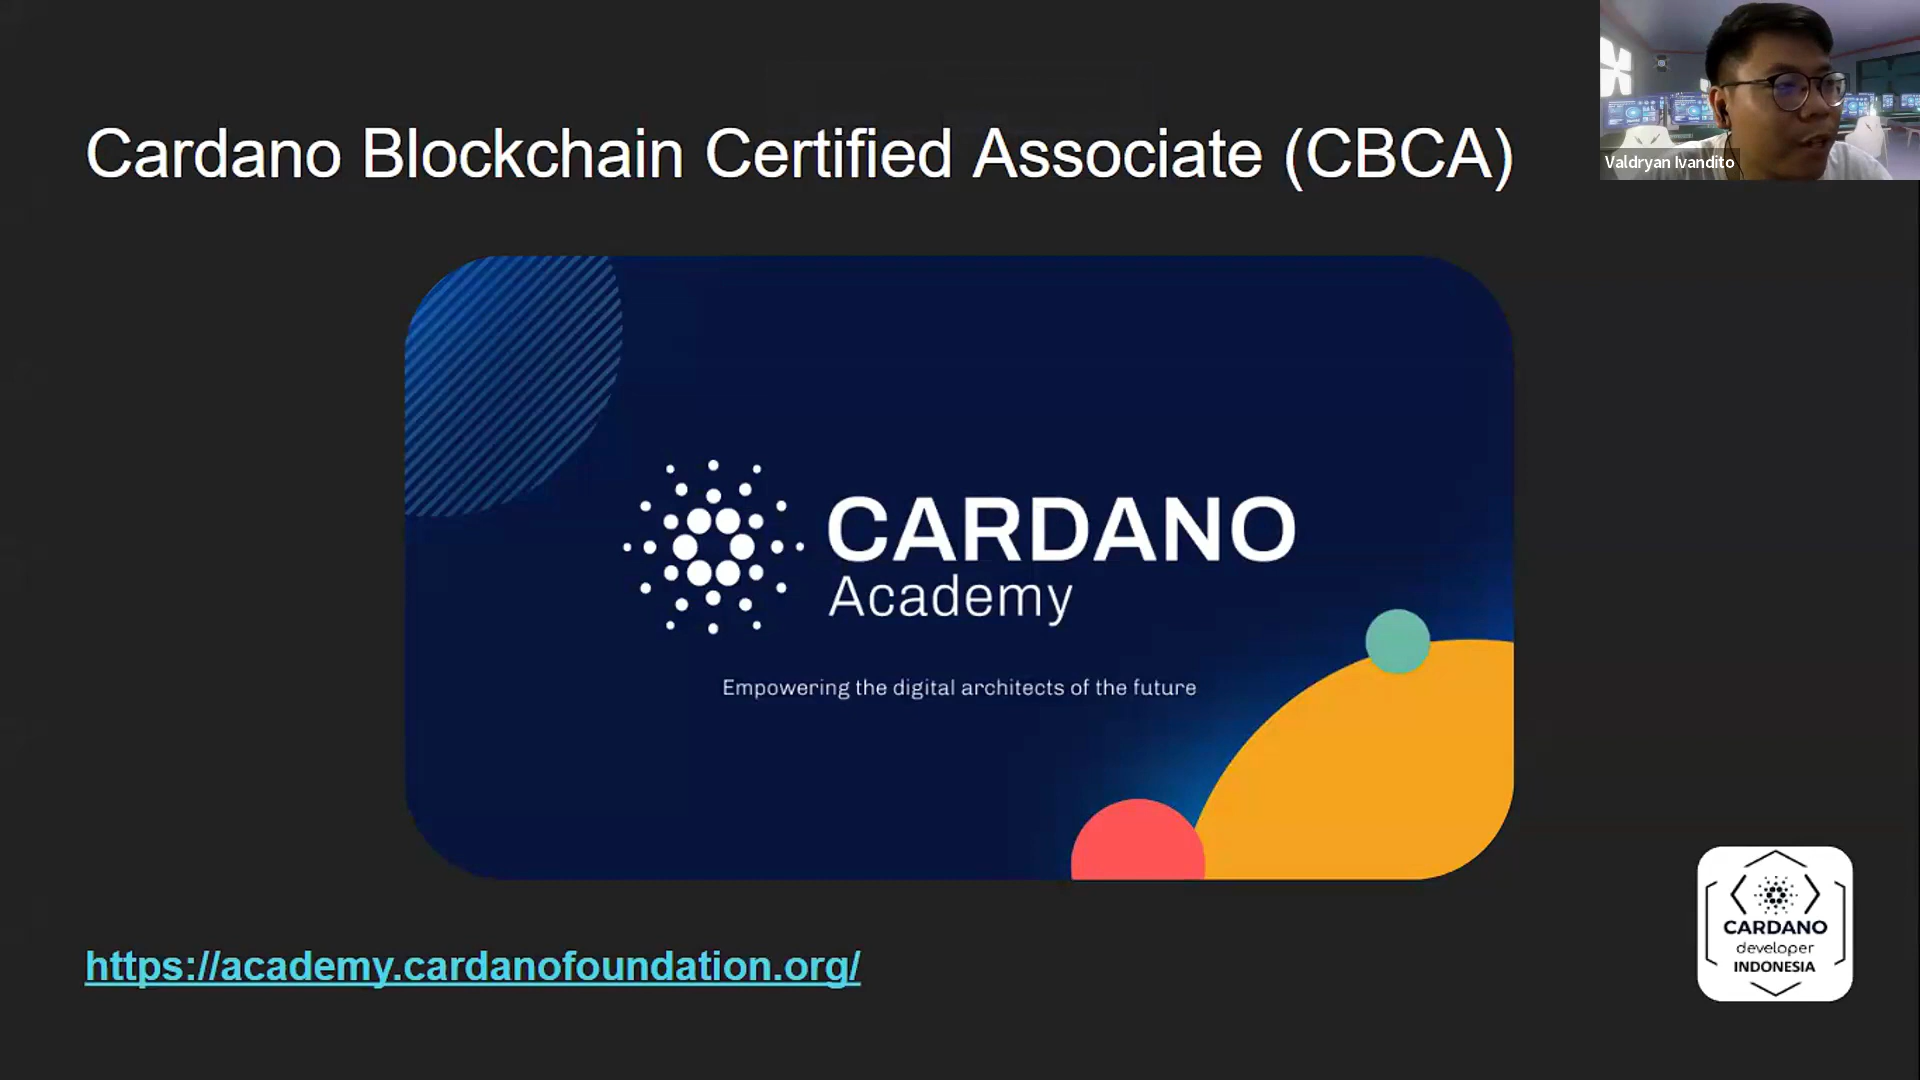 Cardano Blockchain Certified Associate (CBCA)
Valdryan Ivandito
CARDANO
Academy
Empowering the digital architects of the future
https://academy.cardanofoundation.org/
CARDANO
developer
INDONESIA